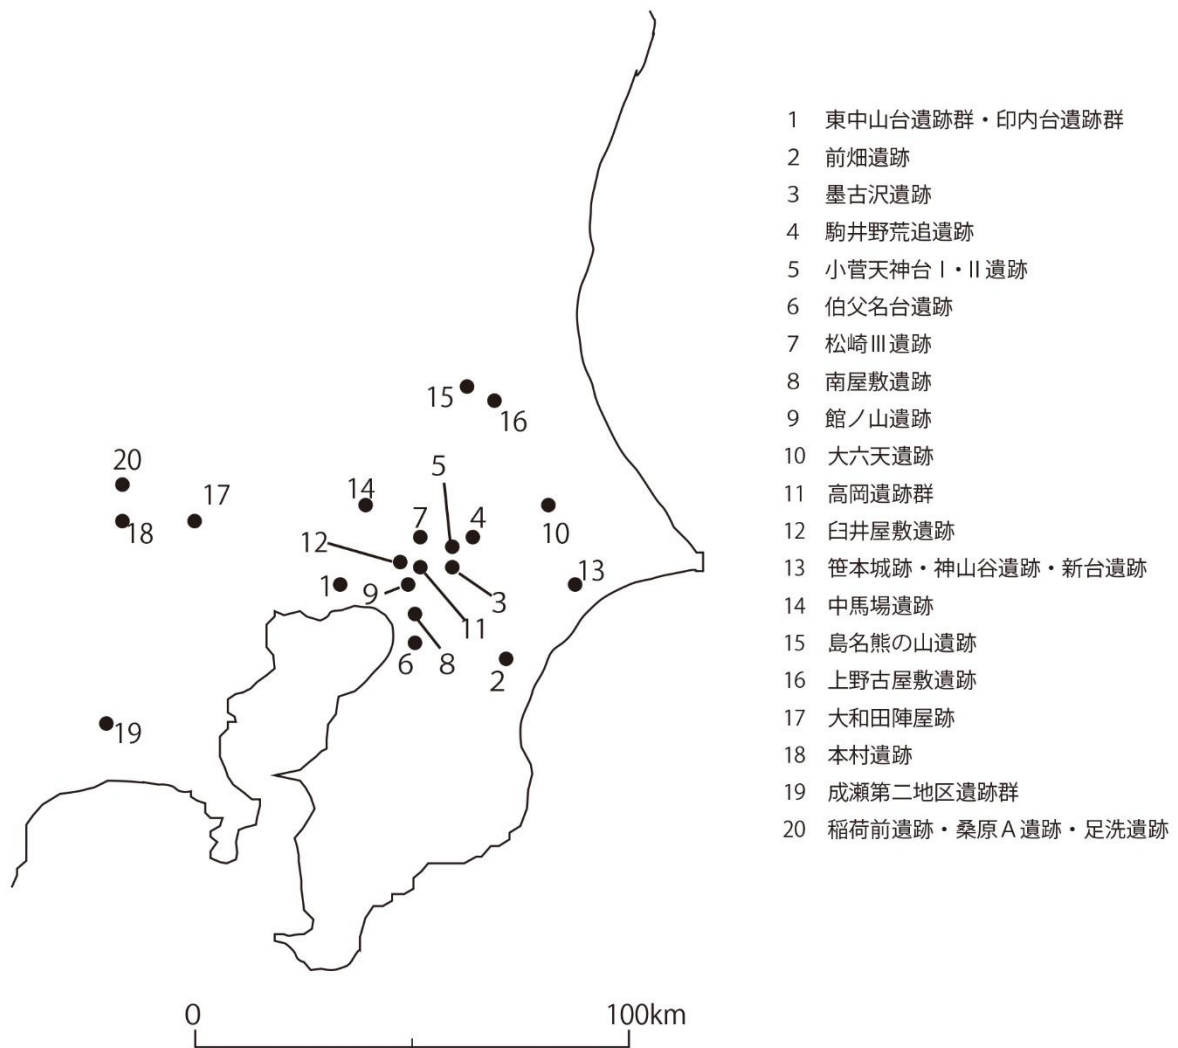 1 東中山台遺跡群・印内台遺跡群
2 前畑遺跡
3 墨古沢遺跡
4 駒井野荒追遺跡
5 小菅天神台Ⅰ・Ⅱ遺跡
6 伯父名台遺跡
7 松崎Ⅲ遺跡
8 南屋敷遺跡
9 館ノ山遺跡
10 大六天遺跡
11 高岡遺跡群
12 臼井屋敷遺跡
13 笹本城跡・神山谷遺跡・新台遺跡
14 中馬場遺跡
15 島名熊の山遺跡
16 上野古屋敷遺跡
17 大和田陣屋跡
18 本村遺跡
19 成瀬第二地区遺跡群
20 稲荷前遺跡・桑原A遺跡・足洗遺跡
15
16
20
5
17
14
18
7
4
10
12
1
9
3
13
11
6
8
2
19
0
100km